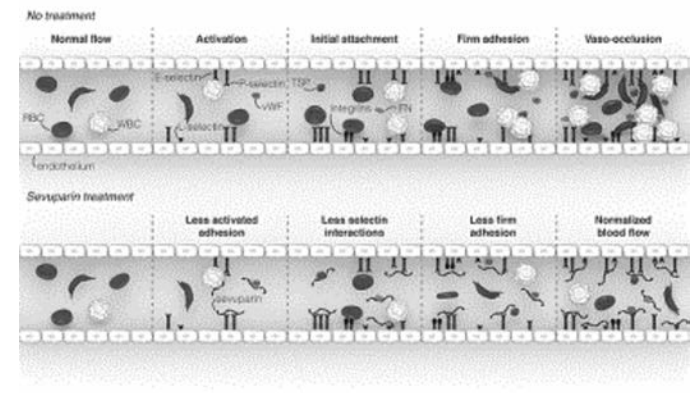 No treatment
Normal flow
Activation
Initial attachment
Firm adhesion
Vaso-occlusion
E-selectin
P-selectin
TSP
vWF
Integrins
FN
RBC
WBC
L-selectin
endothelium
Sevuparin treatment
Less activated
adhesion
Less selectin
interactions
Less firm
adhesion
Normalized
blood flow
sevuparin